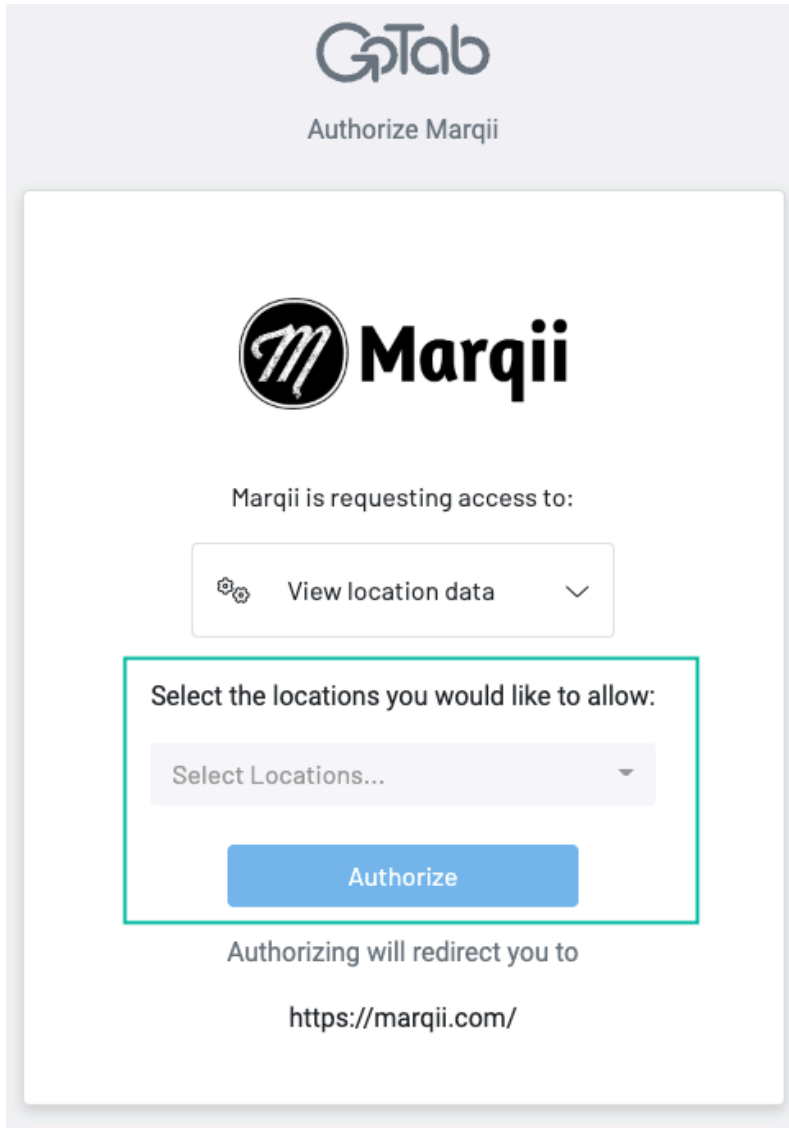 GoTab
Authorize Marqii
M Marqii
Marqii is requesting access to:
View location data
Select the locations you would like to allow:
Select Locations...
Authorize
Authorizing will redirect you to
https://marqii.com/